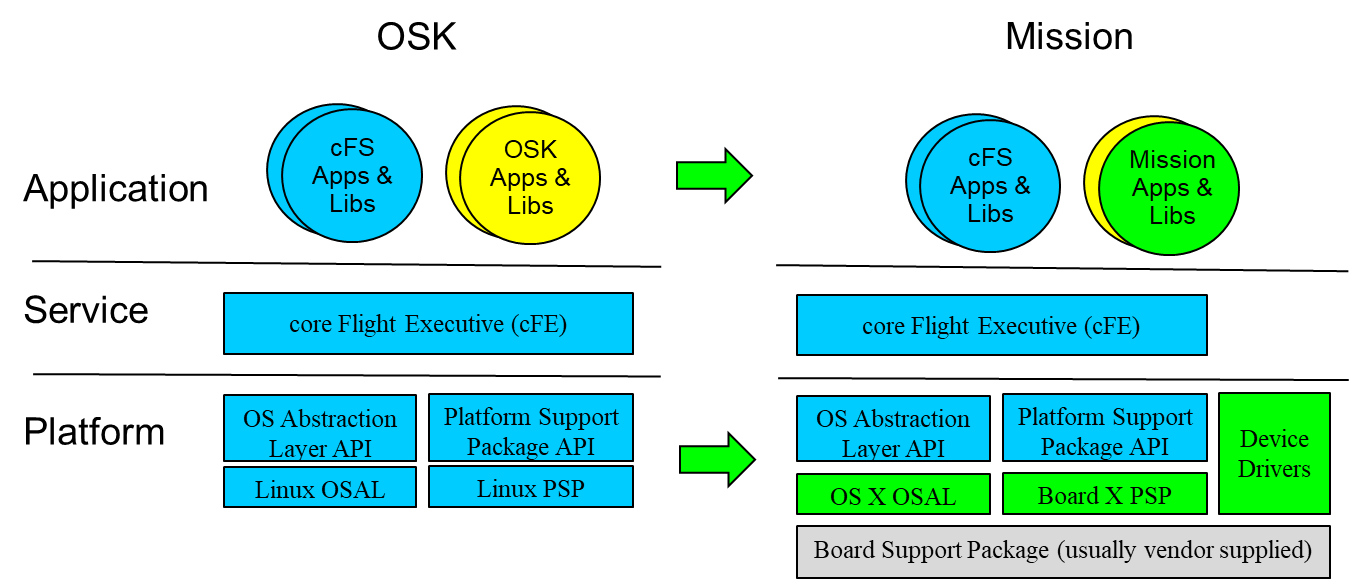 OSK
Mission
Application
cFS
Apps &
Libs
OSK
Apps &
Libs
cFS
Apps &
Libs
Mission
Apps &
Libs
Service
core Flight Executive (cFE)
core Flight Executive (cFE)
Platform
OS Abstraction
Layer API
Platform Support
Package API
Linux OSAL
Linux PSP
OS Abstraction
Layer API
Platform Support
Package API
Device
Drivers
OS X OSAL
Board X PSP
Board Support Package (usually vendor supplied)